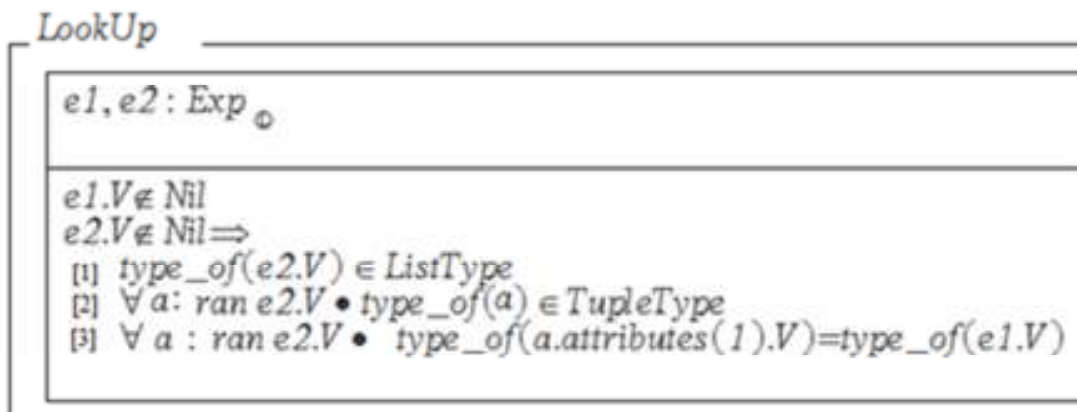 LookUp
e1, e2 : Exp ©
e1.V ∉ Nil
e2.V ∉ Nil ⟹
[1] type_of(e2.V) ∈ ListType
[2] ∀ a: ran e2.V • type_of(a) ∈ TupleType
[3] ∀ a : ran e2.V • type_of(a.attributes(1).V)=type_of(e1.V)